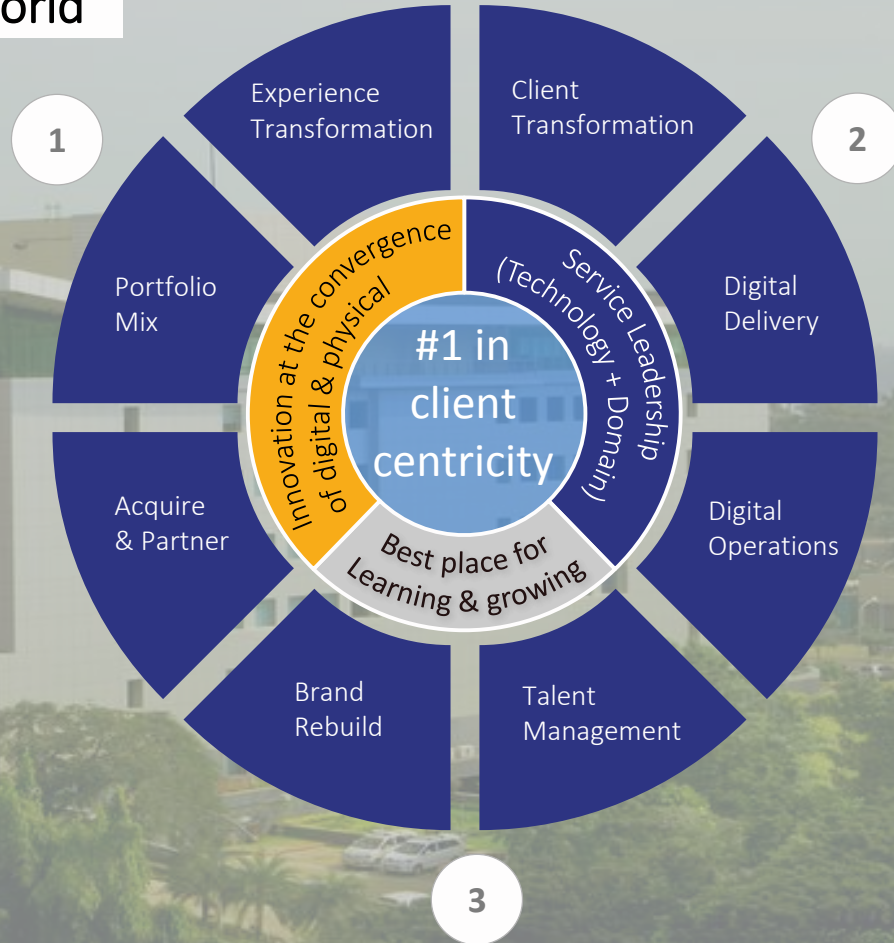 orld
1
2
3
Experience
Transformation
Client
Transformation
Portfolio
Mix
Digital
Delivery
Acquire
& Partner
Digital
Operations
Brand
Rebuild
Talent
Management
Innovation at the convergence
of digital & physical
Service Leadership
(Technology + Domain)
Best place for
Learning & growing
#1 in
client
centricity